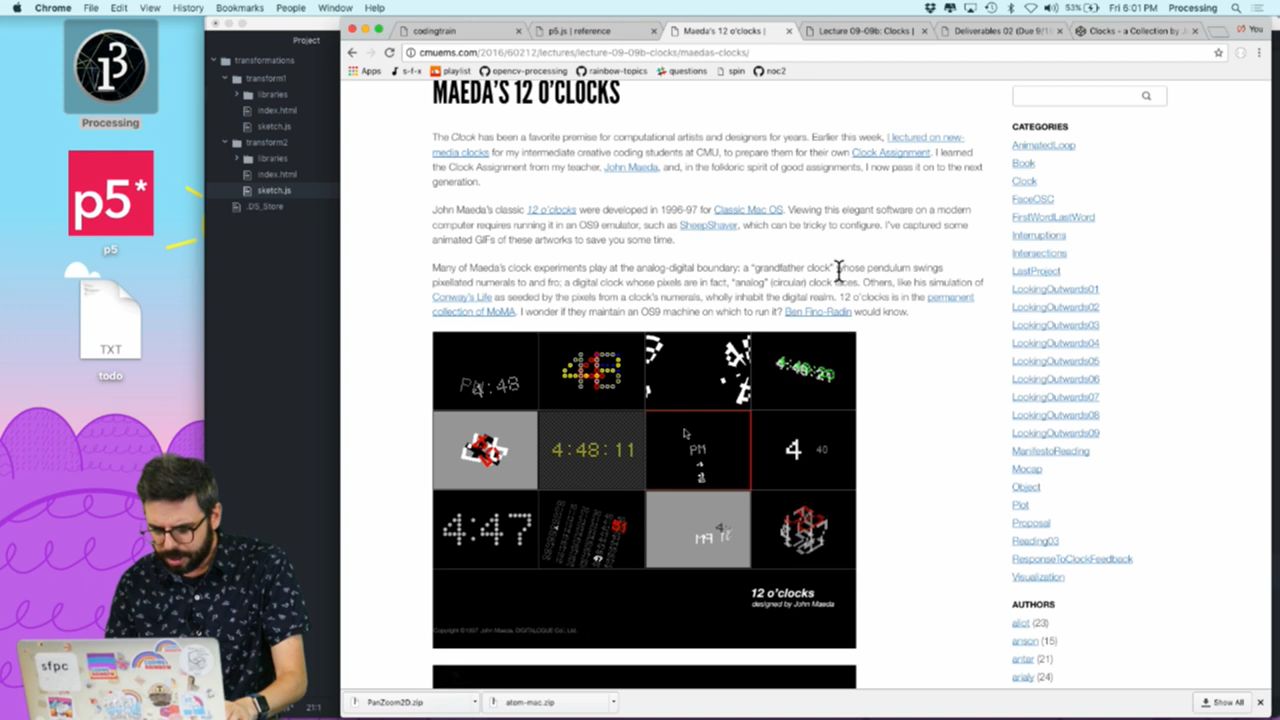 Chrome File Edit View History Bookmarks People Window Help
53% Fri 6:01 PM Processing
Project
codingtrain
p5.js | reference
Maeda's 12 o'clocks |
Lecture 09-09b: Clocks |
Deliverables 02 (Due 9/1
Clocks - a Collection by J
You
cmuems.com/2016/60212/lectures/lecture-09-09b-clocks/maedas-clocks/
Apps s-f-x playlist opencv-processing rainbow-topics questions spin noc2
Processing
p5*
p5
TXT
todo
transformations
transform1
libraries
index.html
sketch.js
transform2
libraries
index.html
sketch.js
.DS_Store
MAEDA'S 12 O'CLOCKS
The Clock has been a favorite premise for computational artists and designers for years. Earlier this week, I lectured on new-
media clocks for my intermediate creative coding students at CMU, to prepare them for their own Clock Assignment. I learned
the Clock Assignment from my teacher, John Maeda, and, in the folkloric spirit of good assignments, I now pass it on to the next
generation.
John Maeda's classic 12 o'clocks were developed in 1996-97 for Classic Mac OS. Viewing this elegant software on a modern
computer requires running it in an OS9 emulator, such as SheepShaver, which can be tricky to configure. I've captured some
animated GIFs of these artworks to save you some time.
Many of Maeda's clock experiments play at the analog-digital boundary: a "grandfather clock" whose pendulum swings
pixellated numerals to and fro; a digital clock whose pixels are in fact, "analog" (circular) clock faces. Others, like his simulation of
Conway's Life as seeded by the pixels from a clock's numerals, wholly inhabit the digital realm. 12 o'clocks is in the permanent
collection of MoMA. I wonder if they maintain an OS9 machine on which to run it? Ben Fino-Radin would know.
PM:48
48
4:48:29
4:48:11
PM
4 40
4:47
12 o'clocks
designed by John Maeda
Copyright ©1997 John Maeda, DIGITALOGUE Co., Ltd.
CATEGORIES
AnimatedLoop
Book
Clock
FaceOSC
FirstWordLastWord
Interruptions
Intersections
LastProject
LookingOutwards01
LookingOutwards02
LookingOutwards03
LookingOutwards04
LookingOutwards05
LookingOutwards06
LookingOutwards07
LookingOutwards08
LookingOutwards09
ManifestoReading
Mocap
Object
Plot
Proposal
Reading03
ResponseToClockFeedback
Visualization
AUTHORS
aliot (23)
anson (15)
antar (21)
arialy (24)
sfpc
21:1
PanZoom2D.zip
atom-mac.zip
Show All